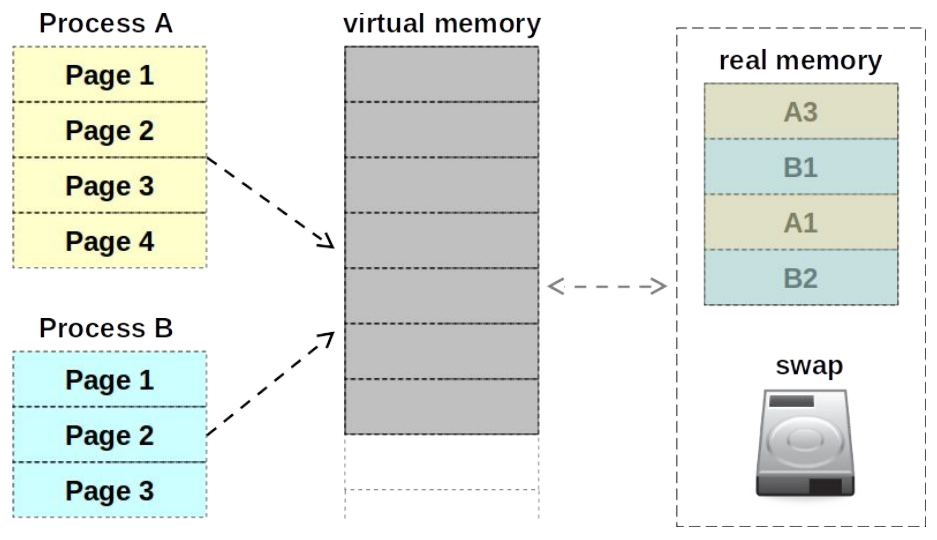 Process A
Page 1
Page 2
Page 3
Page 4
Process B
Page 1
Page 2
Page 3
virtual memory
real memory
A3
B1
A1
B2
swap